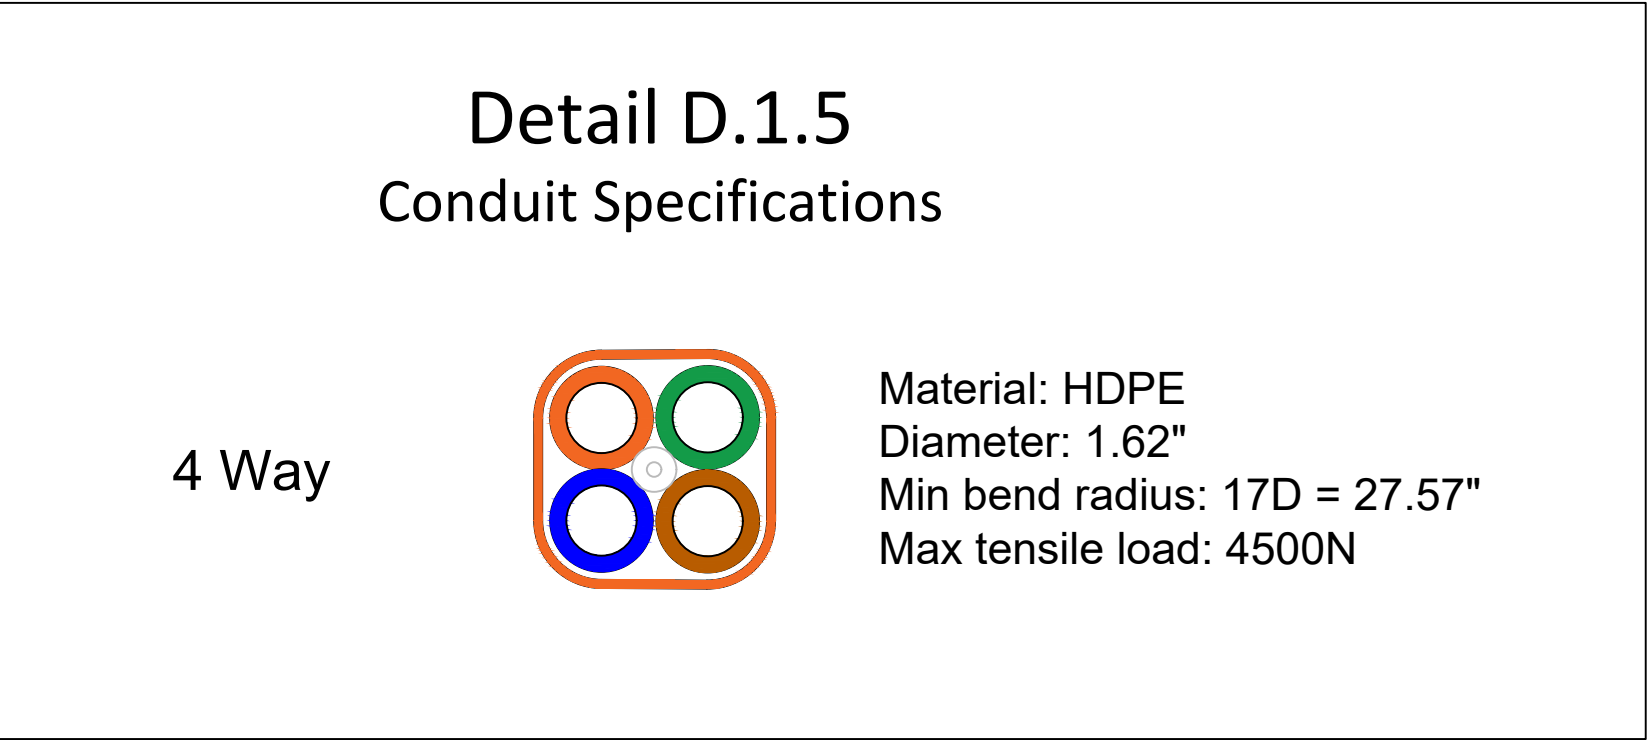 Detail D.1.5
Conduit Specifications
4 Way
Material: HDPE
Diameter: 1.62"
Min bend radius: 17D = 27.57"
Max tensile load: 4500N